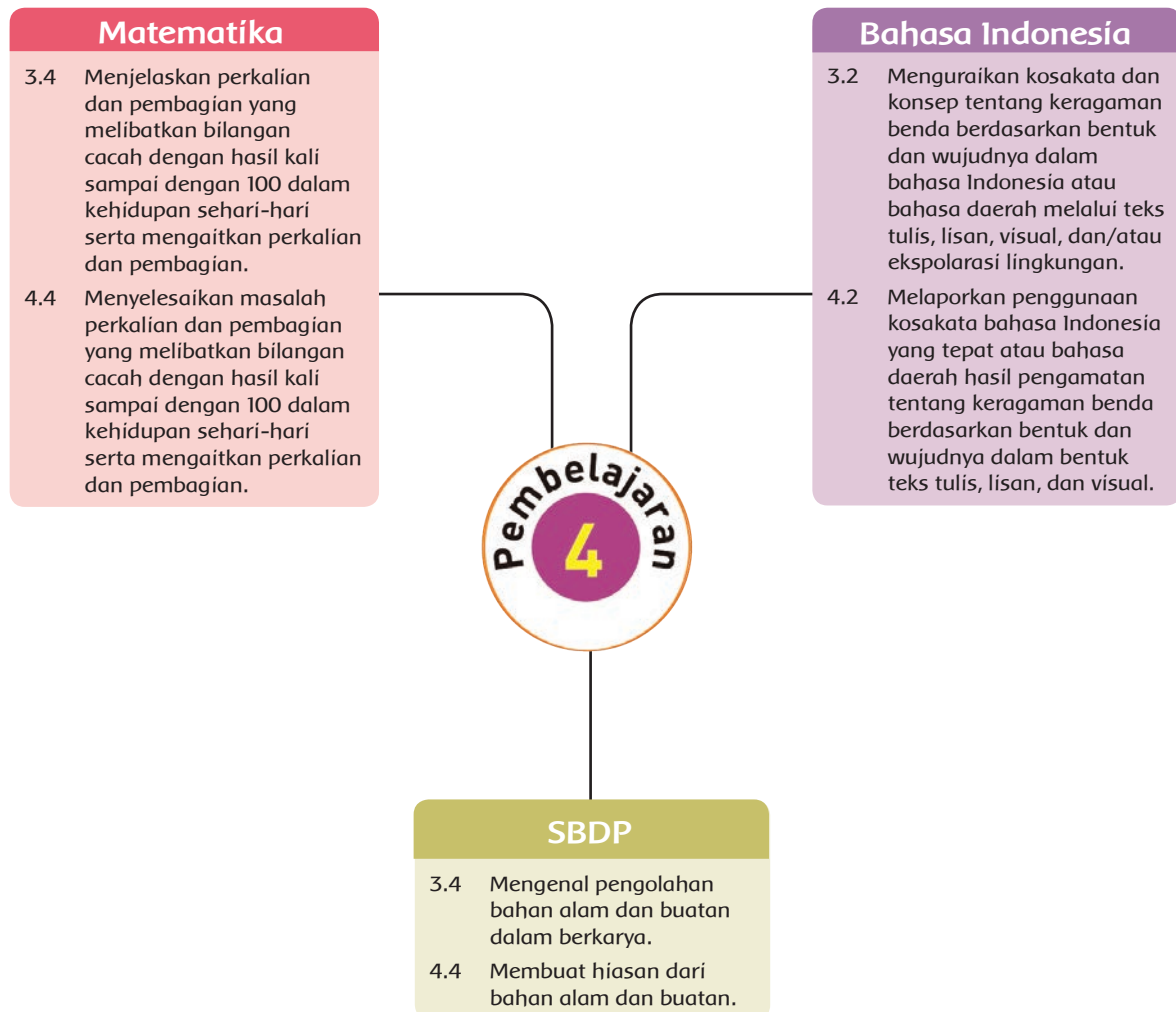 Matematika
3.4 Menjelaskan perkalian
dan pembagian yang
melibatkan bilangan
cacah dengan hasil kali
sampai dengan 100 dalam
kehidupan sehari-hari
serta mengaitkan perkalian
dan pembagian.
4.4 Menyelesaikan masalah
perkalian dan pembagian
yang melibatkan bilangan
cacah dengan hasil kali
sampai dengan 100 dalam
kehidupan sehari-hari
serta mengaitkan perkalian
dan pembagian.
Bahasa Indonesia
3.2 Menguraikan kosakata dan
konsep tentang keragaman
benda berdasarkan bentuk
dan wujudnya dalam
bahasa Indonesia atau
bahasa daerah melalui teks
tulis, lisan, visual, dan/atau
ekspolarasi lingkungan.
4.2 Melaporkan penggunaan
kosakata bahasa Indonesia
yang tepat atau bahasa
daerah hasil pengamatan
tentang keragaman benda
berdasarkan bentuk dan
wujudnya dalam bentuk
teks tulis, lisan, dan visual.
Pembelajaran
4
SBDP
3.4 Mengenal pengolahan
bahan alam dan buatan
dalam berkarya.
4.4 Membuat hiasan dari
bahan alam dan buatan.